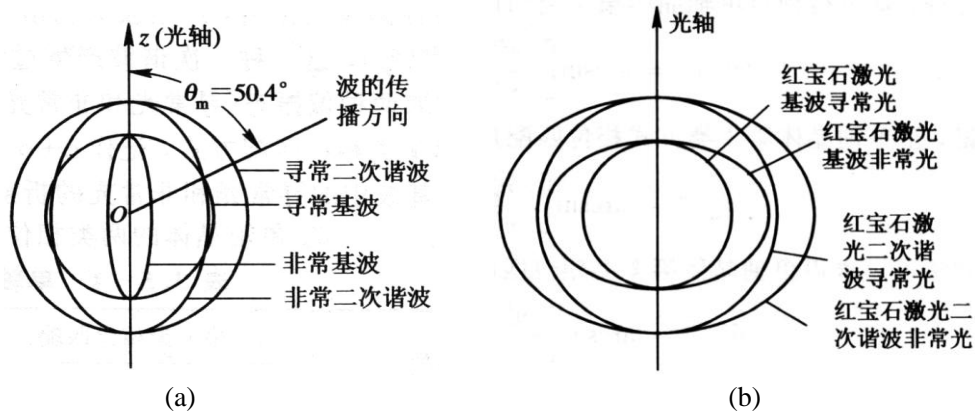 z (光轴)
θm=50.4°
波的传
播方向
寻常二次谐波
寻常基波
O
非常基波
非常二次谐波
(a)
光轴
红宝石激光
基波寻常光
红宝石激光
基波非常光
红宝石激
光二次谐
波寻常光
红宝石激光二
次谐波非常光
(b)